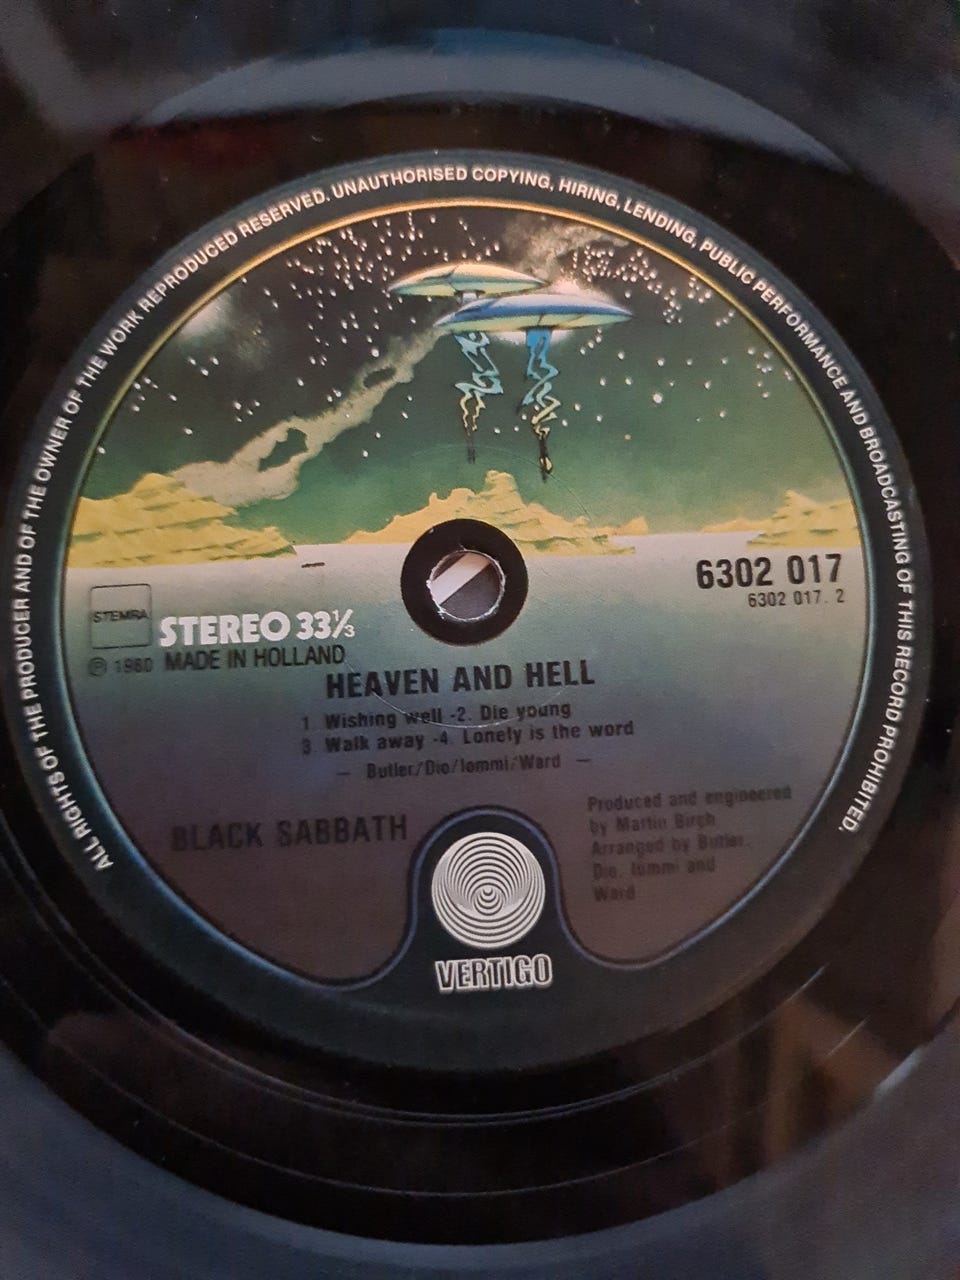 ALL RIGHTS OF THE PRODUCER AND OF THE OWNER OF THE WORK REPRODUCED RESERVED. UNAUTHORISED COPYING, HIRING, LENDING, PUBLIC PERFORMANCE AND BROADCASTING OF THIS RECORD PROHIBITED.
6302 017
6302 017. 2
STEMRA
STEREO 33⅓
℗ 1980 MADE IN HOLLAND
HEAVEN AND HELL
1. Wishing well -2. Die young
3. Walk away -4. Lonely is the word
— Butler/Dio/Iommi/Ward —
BLACK SABBATH
Produced and engineered
by Martin Birch
Arranged by Butler,
Dio, Iommi and
Ward
VERTIGO